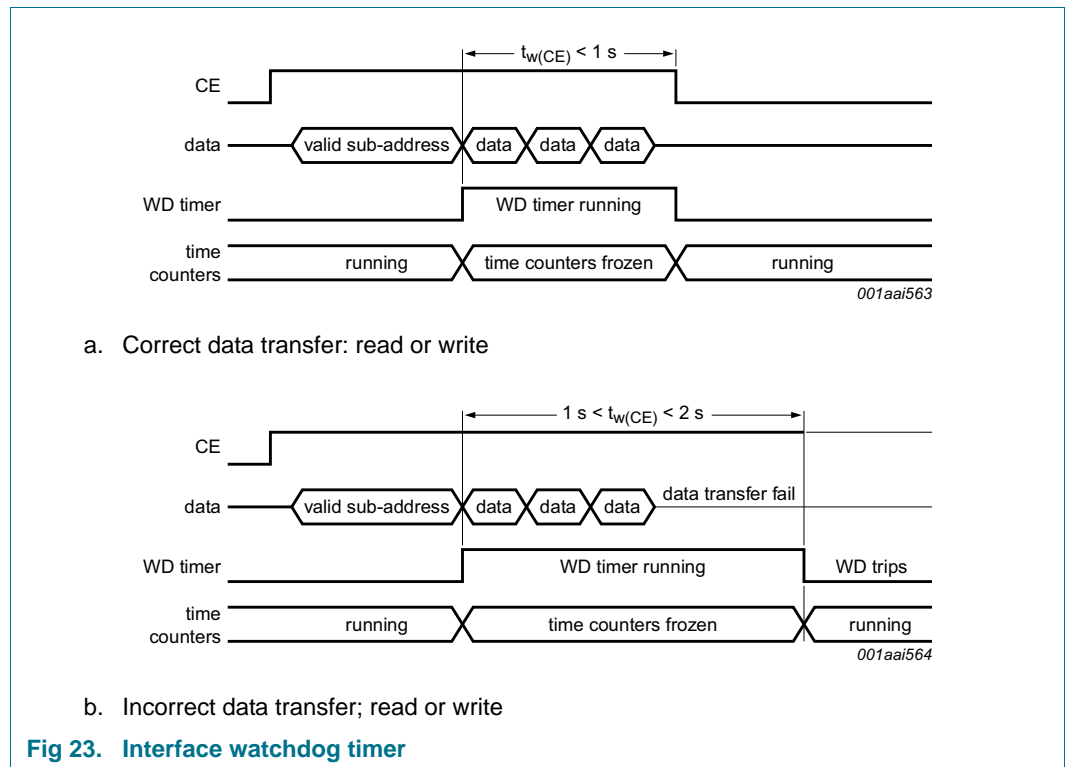 t_w(CE) < 1 s
CE
data
valid sub-address
data
data
data
WD timer
WD timer running
time
counters
running
time counters frozen
running
001aai563
a. Correct data transfer: read or write
1 s < t_w(CE) < 2 s
CE
data
valid sub-address
data
data
data
data transfer fail
WD timer
WD timer running
WD trips
time
counters
running
time counters frozen
running
001aai564
b. Incorrect data transfer; read or write
Fig 23. Interface watchdog timer